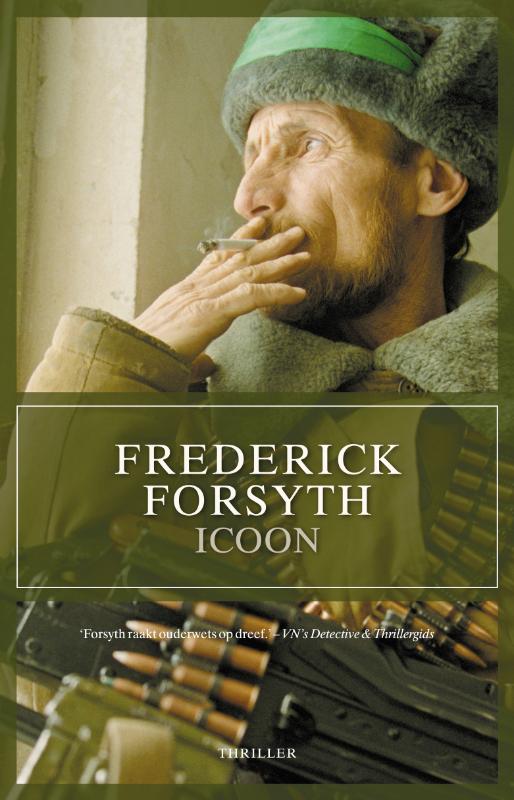 FREDERICK
FORSYTH
ICOON
‘Forsyth raakt ouderwets op dreef.’ – VN’s Detective & Thrillergids
THRILLER